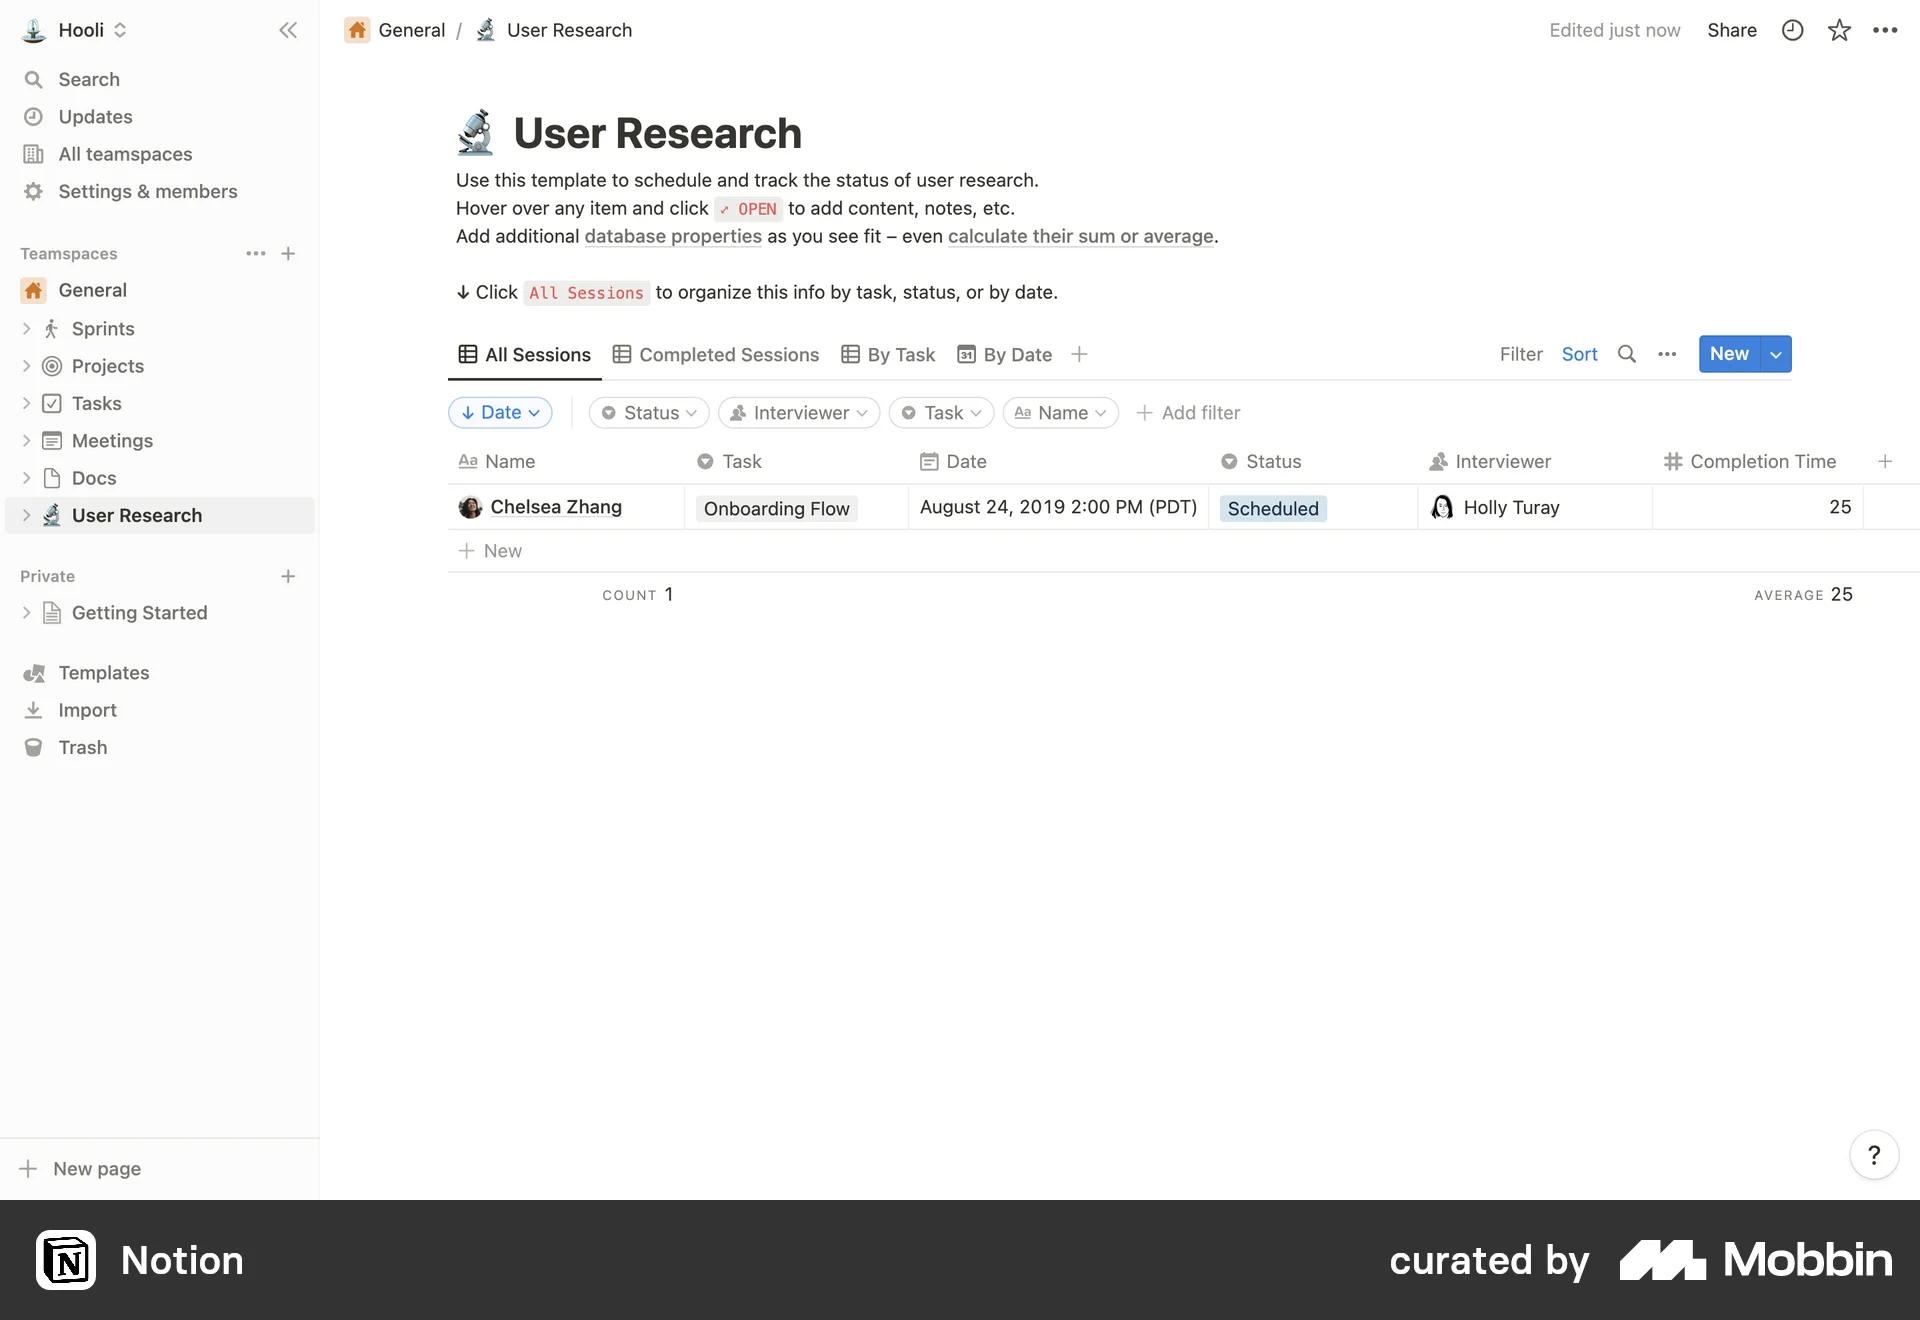 Hooli
General / User Research
Edited just now
Share
Search
Updates
All teamspaces
Settings & members
Teamspaces
General
Sprints
Projects
Tasks
Meetings
Docs
User Research
Private
Getting Started
Templates
Import
Trash
New page
User Research
Use this template to schedule and track the status of user research.
Hover over any item and click ⤢ OPEN to add content, notes, etc.
Add additional database properties as you see fit – even calculate their sum or average.
↓ Click All Sessions to organize this info by task, status, or by date.
All Sessions Completed Sessions By Task 31 By Date
Filter Sort New
↓ Date Status Interviewer Aa Name Task + Add filter
Aa Name Task Date Status Interviewer # Completion Time +
Chelsea Zhang Onboarding Flow August 24, 2019 2:00 PM (PDT) Scheduled Holly Turay 25
+ New
COUNT 1 AVERAGE 25
?
N Notion
curated by Mobbin